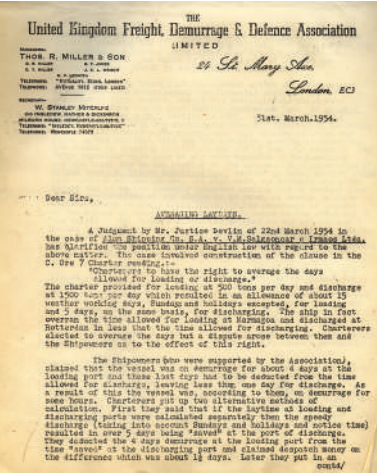 THE
United Kingdom Freight, Demurrage & Defence Association
LIMITED
THOS. R. MILLER & SON
24 St. Mary Axe,
London, EC3
W. STANLEY METCALFE
31st. March. 1954.
Dear Sirs,
AVERAGING LAYTIME.
A Judgment by Mr. Justice Devlin of 22nd March 1954 in
the case of Alma Shipping Co. S.A. v. V.M. Salgaoncar e Irmaos Ltda.
has clarified the position under English law with regard to the
above matter. The case involved construction of the clause in the
C. Ore 7 Charter reading:-
"Charterers to have the right to average the days
Allowed for loading or discharge."
The charter provided for loading at 500 tons per day and discharge
at 1500 tons per day which resulted in an allowance of about 15
weather working days, Sundays and holidays excepted, for loading
and 5 days, on the same basis, for discharging. The ship in fact
overran the time allowed for loading at Marmagoa and discharged at
Rotterdam in less than the time allowed for discharging. Charterers
elected to average the days but a dispute arose between them and
the Shipowners as to the effect of this right.
The Shipowners (who were supported by the Association),
claimed that the vessel was on demurrage for about 4 days at the
loading port and these lost days had to be deducted from the time
allowed for discharge, leaving less than one day for discharge. As
a result of this the vessel was, according to them, on demurrage for
some hours. Charterers put up two alternative methods of
calculation. First they said that if the laytime at loading and
discharging ports were calculated separately then the speedy
discharge (taking into account Sundays and holidays and notice time)
resulted in over 5 days being "saved" at the port of discharge.
They deducted the 4 days demurrage at the loading port from the
time "saved" at the discharging port and claimed despatch money on
the difference which was about 1½ days. Later they put in an
contd/